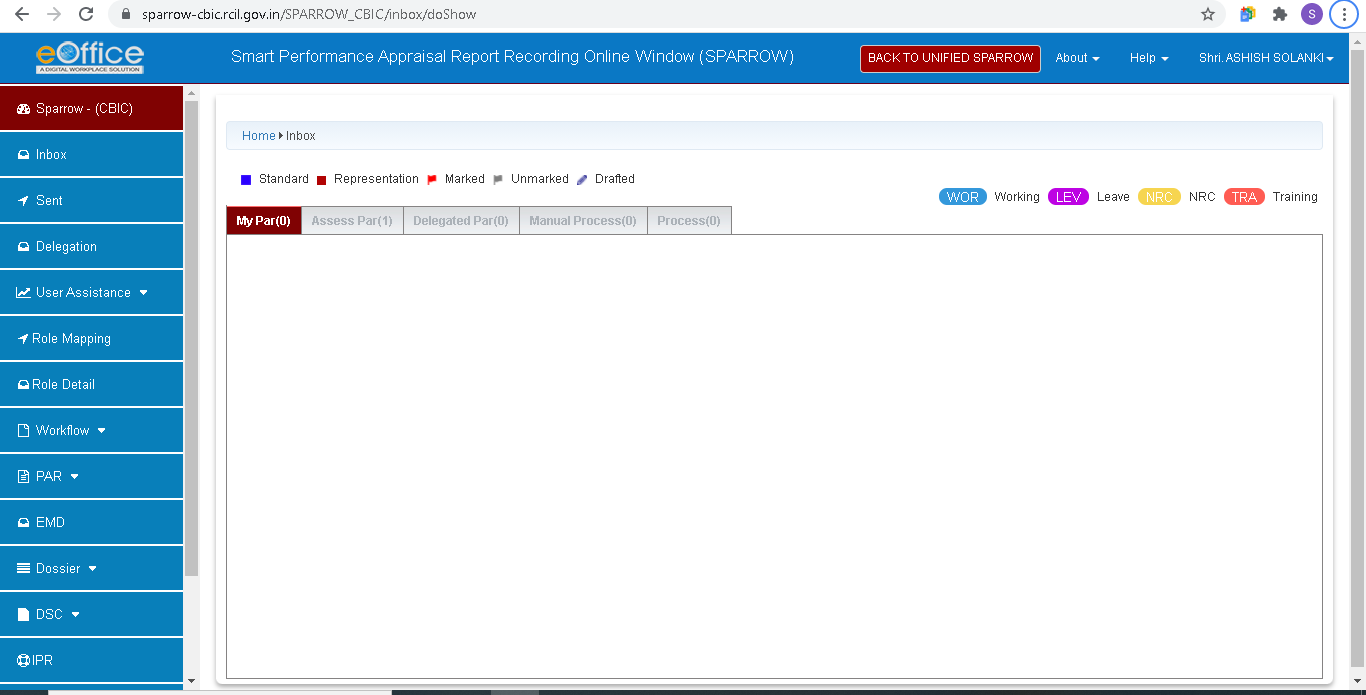 sparrow-cbic.rcil.gov.in/SPARROW_CBIC/inbox/doShow
S
eOffice
A DIGITAL WORKPLACE SOLUTION
Smart Performance Appraisal Report Recording Online Window (SPARROW)
BACK TO UNIFIED SPARROW
About
Help
Shri. ASHISH SOLANKI
Sparrow - (CBIC)
Inbox
Sent
Delegation
User Assistance
Role Mapping
Role Detail
Workflow
PAR
EMD
Dossier
DSC
IPR
Home Inbox
Standard Representation Marked Unmarked Drafted
WOR Working LEV Leave NRC NRC TRA Training
My Par(0) Assess Par(1) Delegated Par(0) Manual Process(0) Process(0)